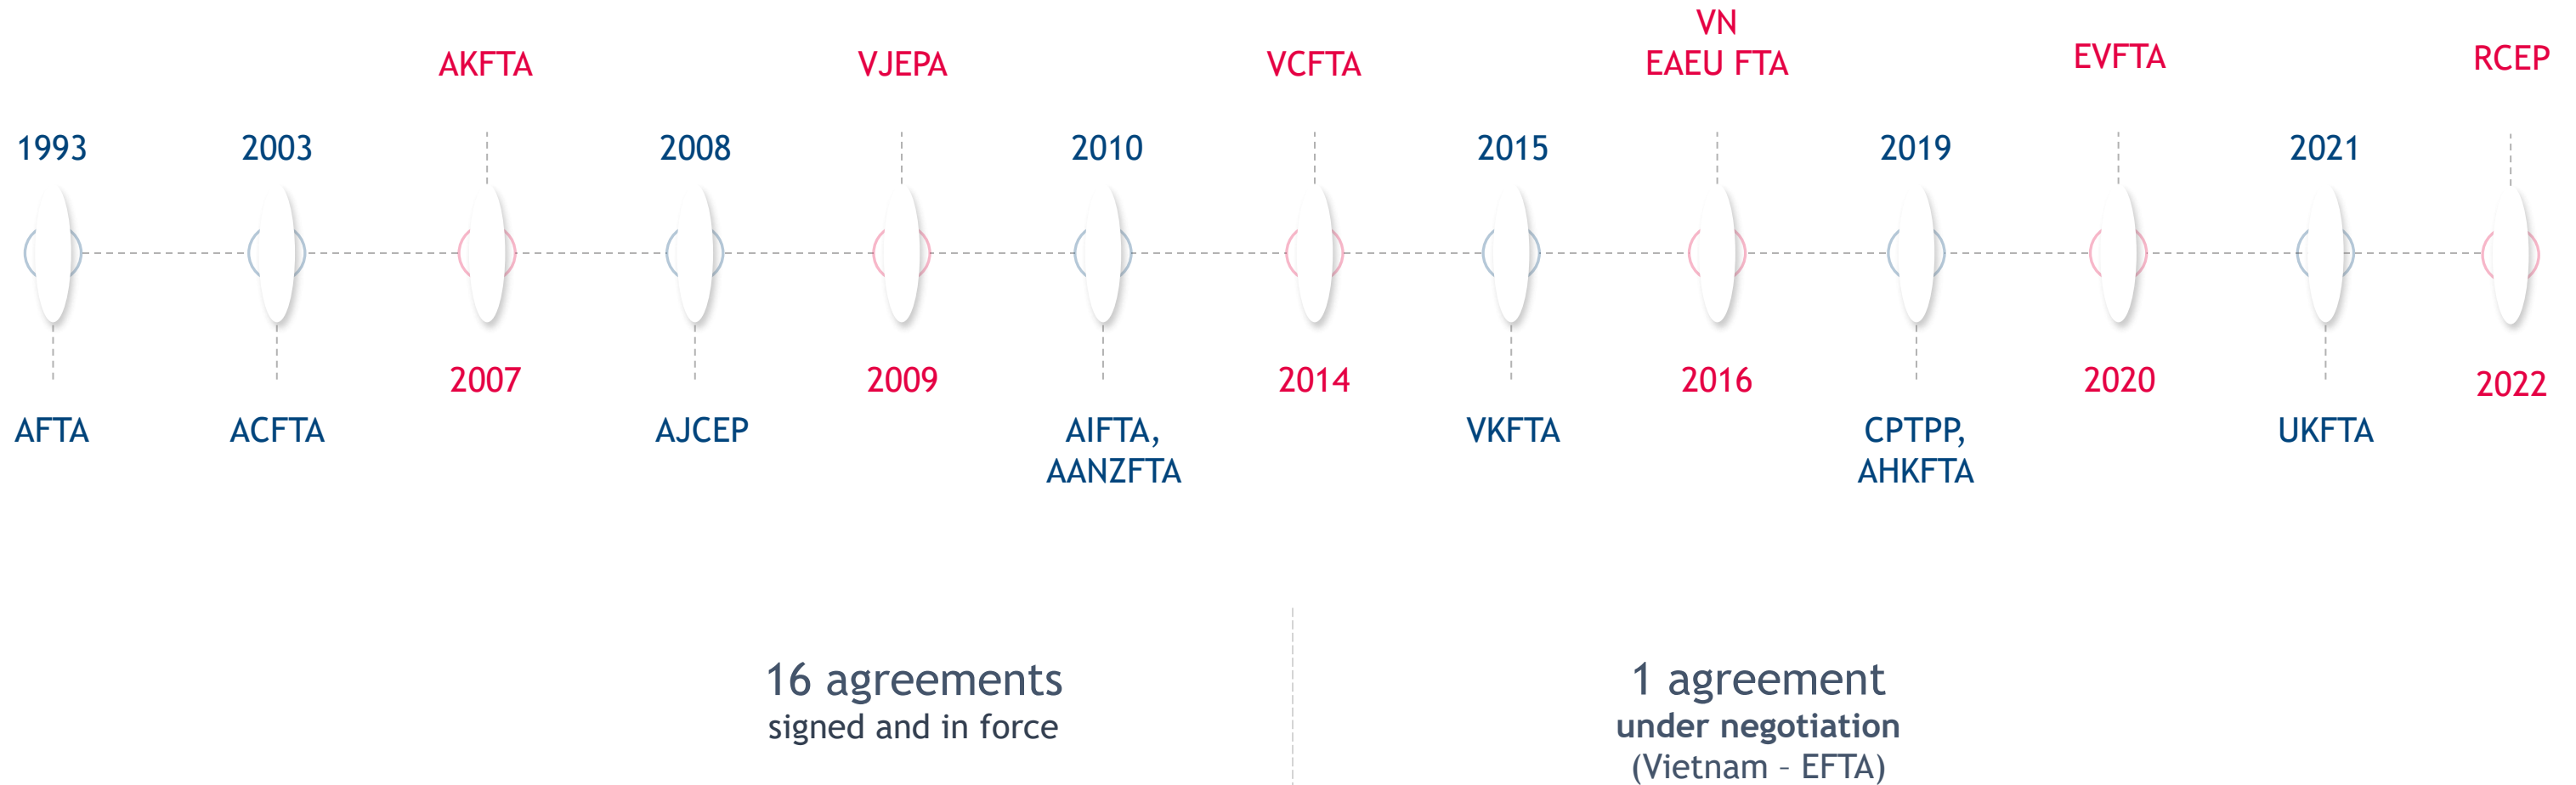 VN
AKFTA
VJEPA
VCFTA
EAEU FTA
EVFTA
RCEP
1993
2003
2008
2010
2015
2019
2021
2007
2009
2014
2016
2020
2022
AFTA
ACFTA
AJCEP
AIFTA,
AANZFTA
VKFTA
CPTPP,
AHKFTA
UKFTA
16 agreements
signed and in force
1 agreement
under negotiation
(Vietnam – EFTA)